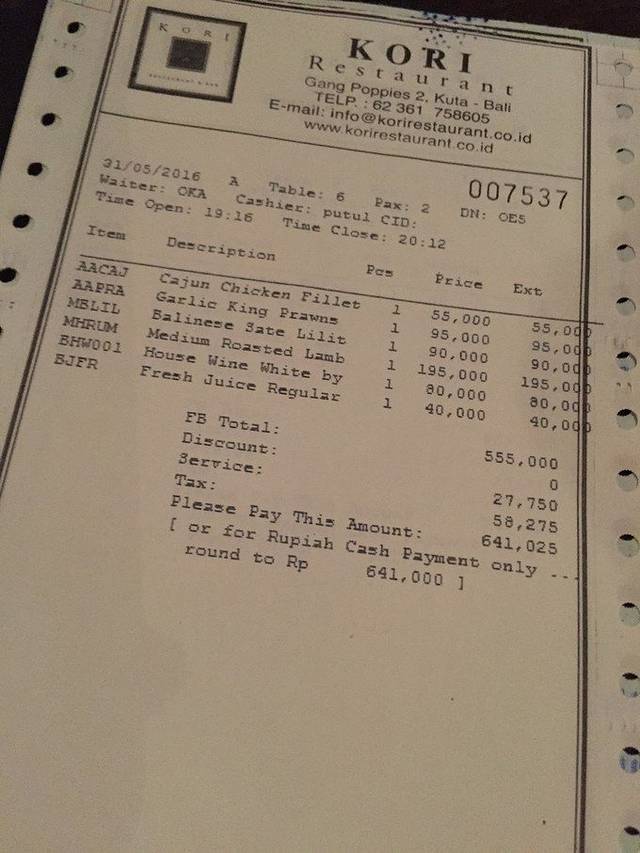 K O R I
RESTAURANT & BAR
KORI
Restaurant
Gang Poppies 2, Kuta - Bali
TELP. : 62 361 758605
E-mail: info@korirestaurant.co.id
www.korirestaurant.co.id
007537
31/05/2016 A Table: 6 Pax: 2 DN: OE5
Waiter: OKA Cashier: putul CID:
Time Open: 19:16 Time Close: 20:12
Item Description Pcs Price Ext
AACAJ Cajun Chicken Fillet 1 55,000 55,000
AAPRA Garlic King Prawns 1 95,000 95,000
MBLIL Balinese Sate Lilit 1 90,000 90,000
MHRUM Medium Roasted Lamb 1 195,000 195,000
BHW001 House Wine White by 1 80,000 80,000
BJFR Fresh Juice Regular 1 40,000 40,000
FB Total: 555,000
Discount: 0
Service: 27,750
Tax: 58,275
Please Pay This Amount: 641,025
[ or for Rupiah Cash Payment only ---
round to Rp 641,000 ]